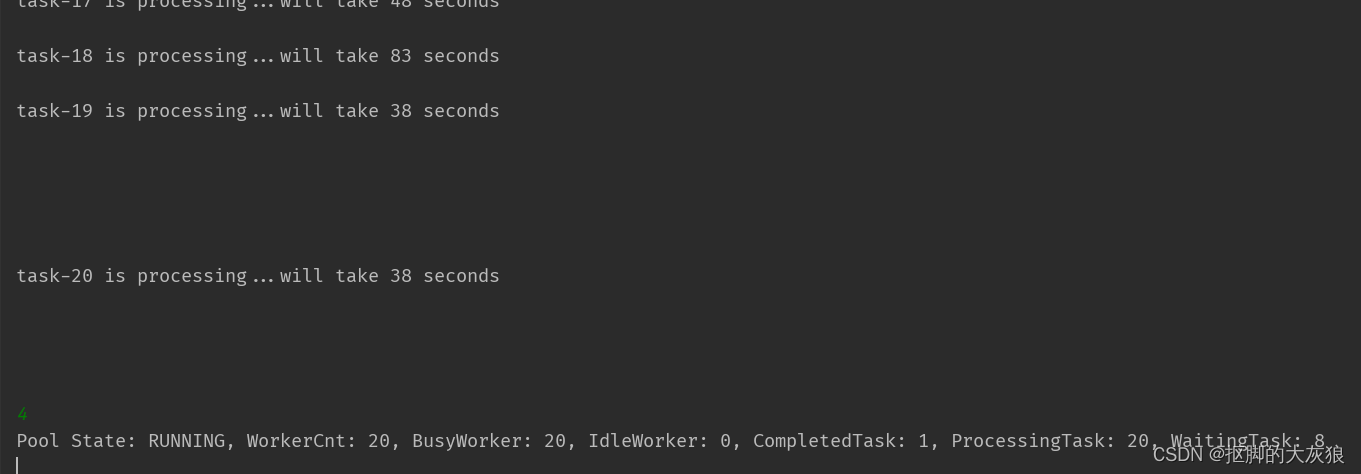 task-17 is processing...will take 48 seconds
task-18 is processing...will take 83 seconds
task-19 is processing...will take 38 seconds
task-20 is processing...will take 38 seconds
4
Pool State: RUNNING, WorkerCnt: 20, BusyWorker: 20, IdleWorker: 0, CompletedTask: 1, ProcessingTask: 20, WaitingTask: 8
CSDN @抠脚的大灰狼